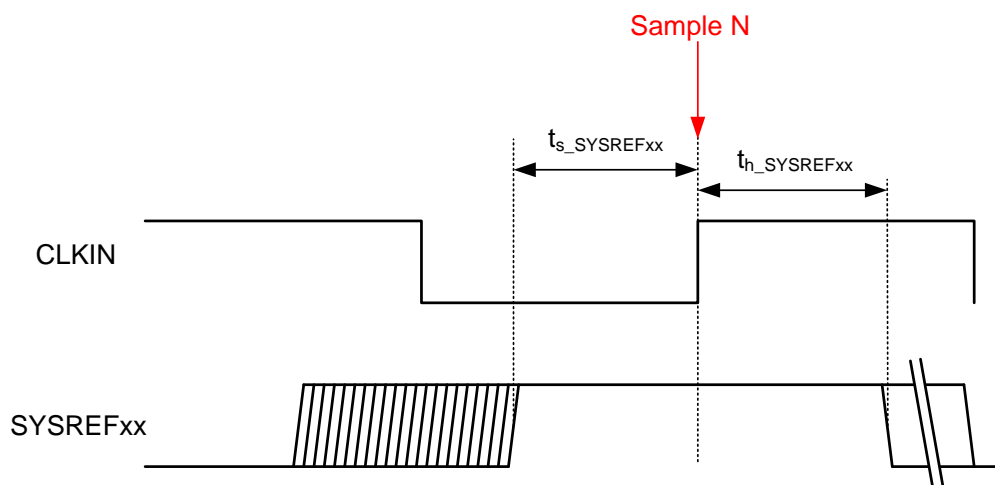 Sample N
ts_SYSREFxx
th_SYSREFxx
CLKIN
SYSREFxx